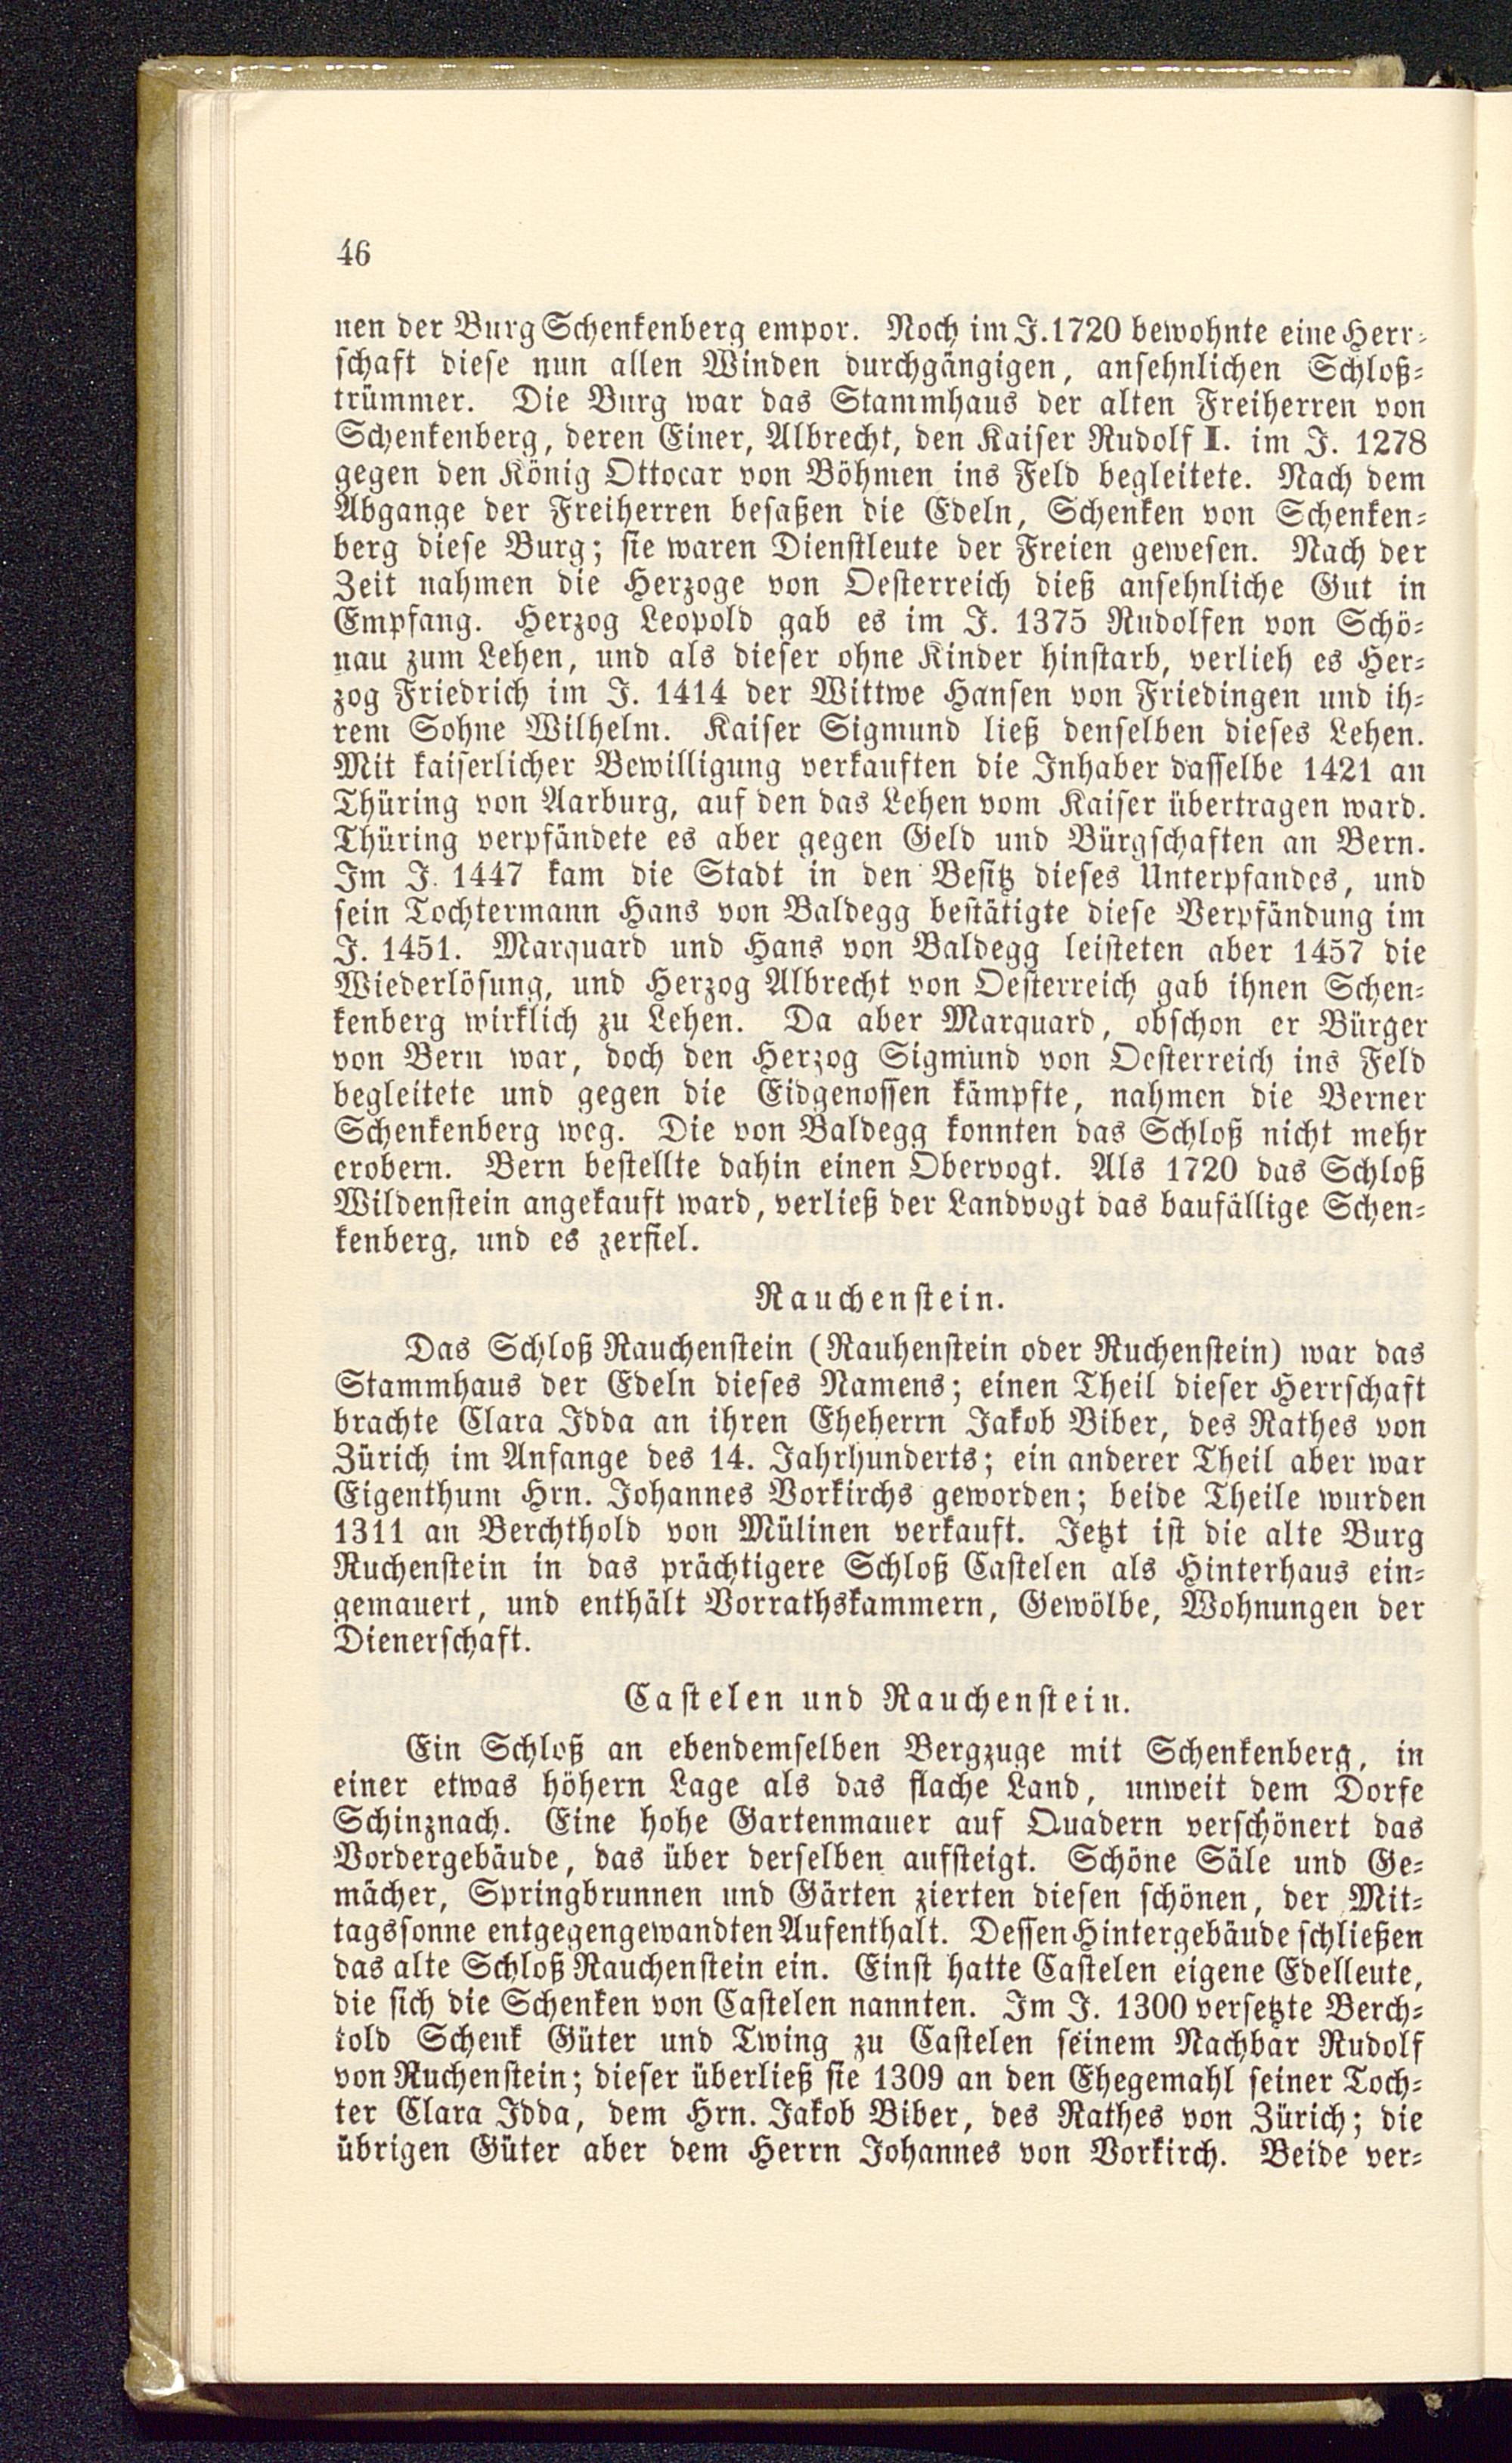 46
nen der Burg Schenkenberg empor. Noch im J. 1720 bewohnte eine Herr-
schaft diese nun allen Winden durchgängigen, ansehnlichen Schloß-
trümmer. Die Burg war das Stammhaus der alten Freiherren von
Schenkenberg, deren Einer, Albrecht, den Kaiser Rudolf I. im J. 1278
gegen den König Ottocar von Böhmen ins Feld begleitete. Nach dem
Abgange der Freiherren besaßen die Edeln, Schenken von Schenken-
berg diese Burg; sie waren Dienstleute der Freien gewesen. Nach der
Zeit nahmen die Herzoge von Oesterreich dieß ansehnliche Gut in
Empfang. Herzog Leopold gab es im J. 1375 Rudolfen von Schö-
nau zum Lehen, und als dieser ohne Kinder hinstarb, verlieh es Her-
zog Friedrich im J. 1414 der Wittwe Hansen von Friedingen und ih-
rem Sohne Wilhelm. Kaiser Sigmund ließ denselben dieses Lehen.
Mit kaiserlicher Bewilligung verkauften die Inhaber dasselbe 1421 an
Thüring von Aarburg, auf den das Lehen vom Kaiser übertragen ward.
Thüring verpfändete es aber gegen Geld und Bürgschaften an Bern.
Im J. 1447 kam die Stadt in den Besitz dieses Unterpfandes, und
sein Tochtermann Hans von Baldegg bestätigte diese Verpfändung im
J. 1451. Marquard und Hans von Baldegg leisteten aber 1457 die
Wiederlösung, und Herzog Albrecht von Oesterreich gab ihnen Schen-
kenberg wirklich zu Lehen. Da aber Marquard, obschon er Bürger
von Bern war, doch den Herzog Sigmund von Oesterreich ins Feld
begleitete und gegen die Eidgenossen kämpfte, nahmen die Berner
Schenkenberg weg. Die von Baldegg konnten das Schloß nicht mehr
erobern. Bern bestellte dahin einen Obervogt. Als 1720 das Schloß
Wildenstein angekauft ward, verließ der Landvogt das baufällige Schen-
kenberg, und es zerfiel.
Rauchenstein.
Das Schloß Rauchenstein (Rauhenstein oder Ruchenstein) war das
Stammhaus der Edeln dieses Namens; einen Theil dieser Herrschaft
brachte Clara Idda an ihren Eheherrn Jakob Biber, des Rathes von
Zürich im Anfange des 14. Jahrhunderts; ein anderer Theil aber war
Eigenthum Hrn. Johannes Vorkirchs geworden; beide Theile wurden
1311 an Berchthold von Mülinen verkauft. Jetzt ist die alte Burg
Ruchenstein in das prächtigere Schloß Castelen als Hinterhaus ein-
gemauert, und enthält Vorrathskammern, Gewölbe, Wohnungen der
Dienerschaft.
Castelen und Rauchenstein.
Ein Schloß an ebendemselben Bergzuge mit Schenkenberg, in
einer etwas höhern Lage als das flache Land, unweit dem Dorfe
Schinznach. Eine hohe Gartenmauer auf Quadern verschönert das
Vordergebäude, das über derselben aufsteigt. Schöne Säle und Ge-
mächer, Springbrunnen und Gärten zierten diesen schönen, der Mit-
tagssonne entgegengewandten Aufenthalt. Dessen Hintergebäude schließen
das alte Schloß Rauchenstein ein. Einst hatte Castelen eigene Edelleute,
die sich die Schenken von Castelen nannten. Im J. 1300 versetzte Berch-
told Schenk Güter und Twing zu Castelen seinem Nachbar Rudolf
von Ruchenstein; dieser überließ sie 1309 an den Ehegemahl seiner Toch-
ter Clara Idda, dem Hrn. Jakob Biber, des Rathes von Zürich; die
übrigen Güter aber dem Herrn Johannes von Vorkirch. Beide ver-